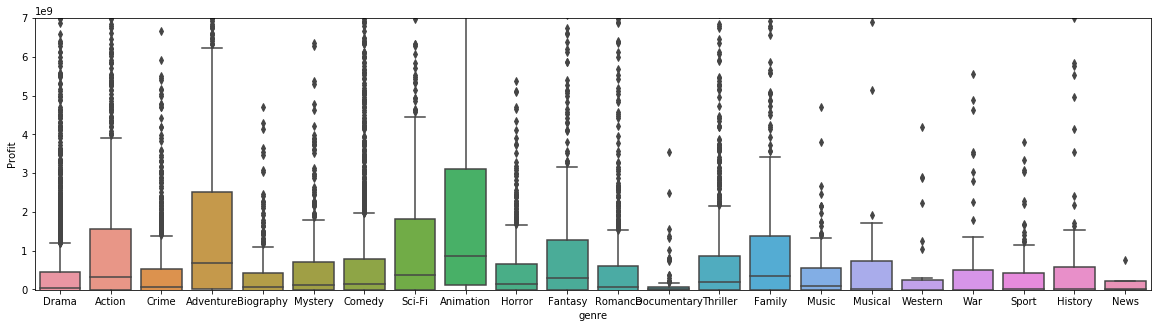 1e9
7
6
5
4
3
2
1
0
Profit
Drama Action Crime Adventure Biography Mystery Comedy Sci-Fi Animation Horror Fantasy Romance Documentary Thriller Family Music Musical Western War Sport History News
genre